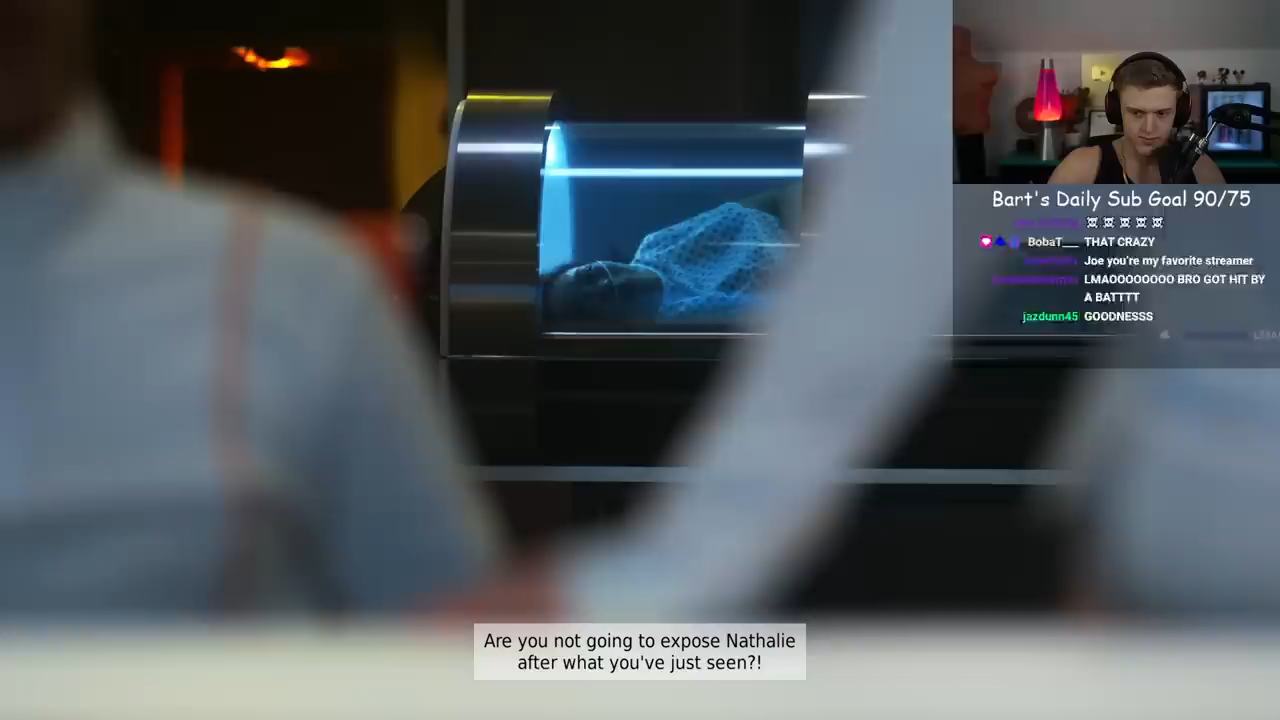 Bart's Daily Sub Goal 90/75
BobaT___ THAT CRAZY
Joe you're my favorite streamer
LMAOOOOOOOO BRO GOT HIT BY
A BATTTT
jazdunn45 GOODNESSS
Are you not going to expose Nathalie
after what you've just seen?!